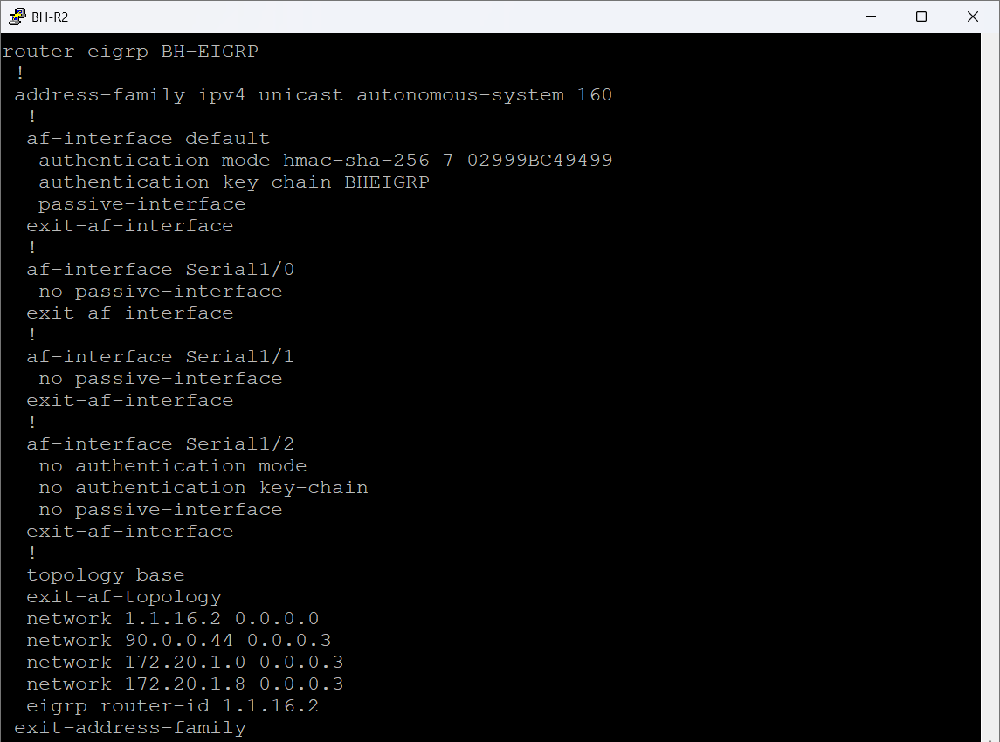 BH-R2
router eigrp BH-EIGRP
 !
 address-family ipv4 unicast autonomous-system 160
  !
  af-interface default
   authentication mode hmac-sha-256 7 02999BC49499
   authentication key-chain BHEIGRP
   passive-interface
  exit-af-interface
  !
  af-interface Serial1/0
   no passive-interface
  exit-af-interface
  !
  af-interface Serial1/1
   no passive-interface
  exit-af-interface
  !
  af-interface Serial1/2
   no authentication mode
   no authentication key-chain
   no passive-interface
  exit-af-interface
  !
  topology base
  exit-af-topology
  network 1.1.16.2 0.0.0.0
  network 90.0.0.44 0.0.0.3
  network 172.20.1.0 0.0.0.3
  network 172.20.1.8 0.0.0.3
  eigrp router-id 1.1.16.2
 exit-address-family